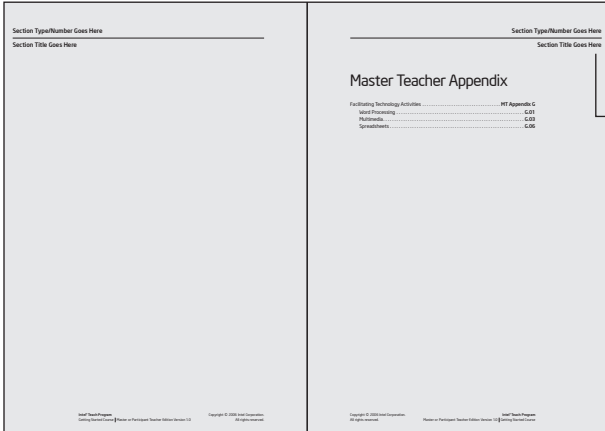 Section Type/Number Goes Here
Section Title Goes Here
Intel® Teach Program
Getting Started Course | Master or Participant Teacher Edition Version 1.0
Copyright © 2008 Intel Corporation
All rights reserved
Section Type/Number Goes Here
Section Title Goes Here
Master Teacher Appendix
Facilitating Technology Activities ........ MT Appendix G
Word Processing ........ G.01
Multimedia ........ G.03
Spreadsheets ........ G.06
Copyright © 2008 Intel Corporation
All rights reserved
Intel® Teach Program
Master or Participant Teacher Edition Version 1.0 | Getting Started Course